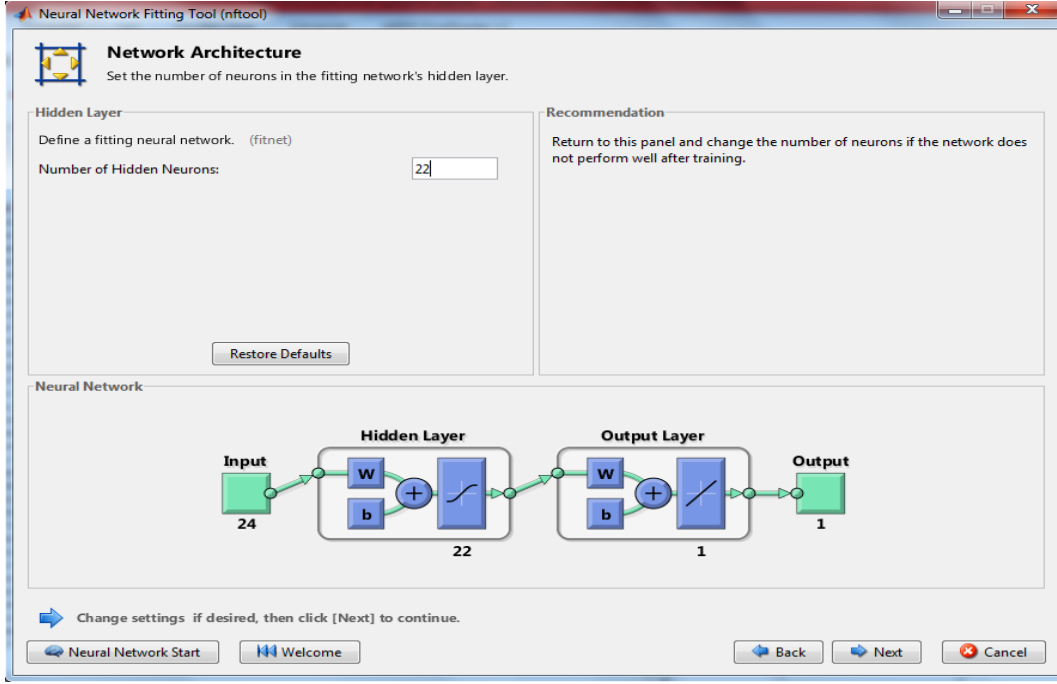 Neural Network Fitting Tool (nftool)
Network Architecture
Set the number of neurons in the fitting network's hidden layer.
Hidden Layer
Define a fitting neural network. (fitnet)
Number of Hidden Neurons: 22
Restore Defaults
Recommendation
Return to this panel and change the number of neurons if the network does
not perform well after training.
Neural Network
Hidden Layer
Output Layer
Input
Output
W
b
W
b
24
22
1
1
Change settings if desired, then click [Next] to continue.
Neural Network Start
Welcome
Back
Next
Cancel